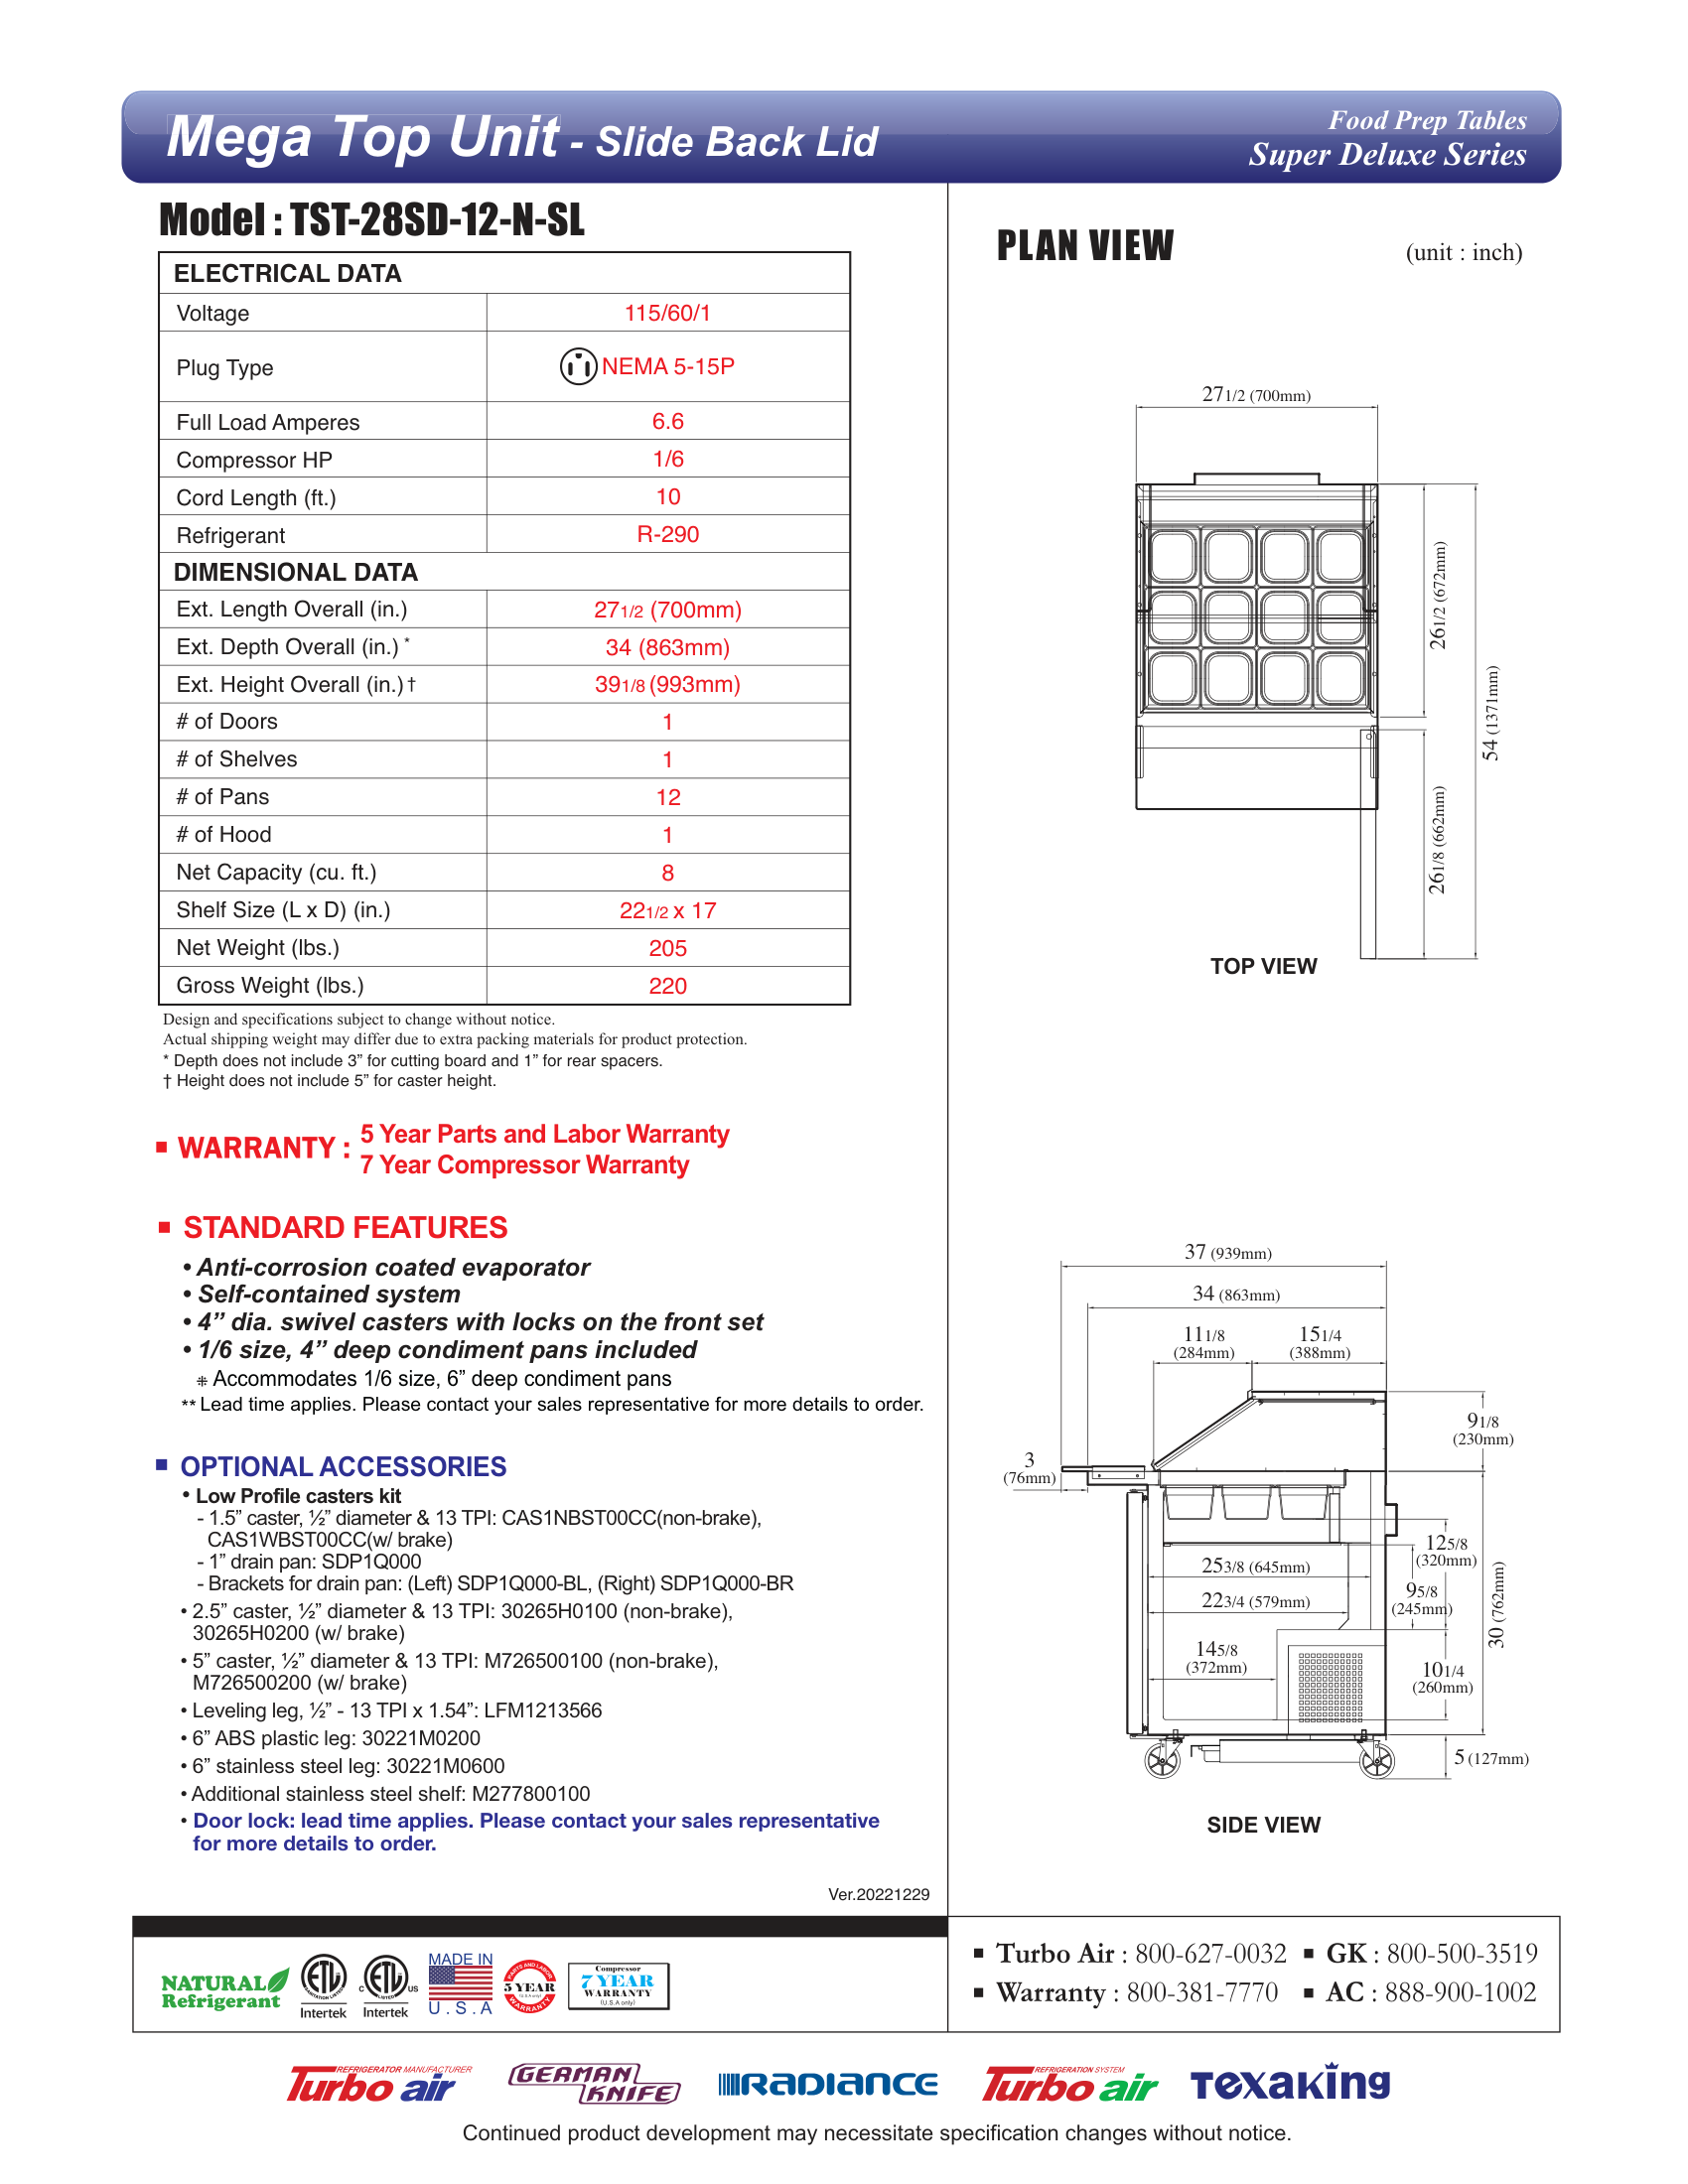 Mega Top Unit - Slide Back Lid
Food Prep Tables
Super Deluxe Series
Model : TST-28SD-12-N-SL
ELECTRICAL DATA
Voltage 115/60/1
Plug Type NEMA 5-15P
Full Load Amperes 6.6
Compressor HP 1/6
Cord Length (ft.) 10
Refrigerant R-290
DIMENSIONAL DATA
Ext. Length Overall (in.) 27 1/2 (700mm)
Ext. Depth Overall (in.) * 34 (863mm)
Ext. Height Overall (in.) † 39 1/8 (993mm)
# of Doors 1
# of Shelves 1
# of Pans 12
# of Hood 1
Net Capacity (cu. ft.) 8
Shelf Size (L x D) (in.) 22 1/2 x 17
Net Weight (lbs.) 205
Gross Weight (lbs.) 220
Design and specifications subject to change without notice.
Actual shipping weight may differ due to extra packing materials for product protection.
* Depth does not include 3” for cutting board and 1” for rear spacers.
† Height does not include 5” for caster height.
■ WARRANTY : 5 Year Parts and Labor Warranty
7 Year Compressor Warranty
■ STANDARD FEATURES
• Anti-corrosion coated evaporator
• Self-contained system
• 4” dia. swivel casters with locks on the front set
• 1/6 size, 4” deep condiment pans included
⁜ Accommodates 1/6 size, 6” deep condiment pans
** Lead time applies. Please contact your sales representative for more details to order.
■ OPTIONAL ACCESSORIES
• Low Profile casters kit
- 1.5” caster, ½” diameter & 13 TPI: CAS1NBST00CC(non-brake),
CAS1WBST00CC(w/ brake)
- 1” drain pan: SDP1Q000
- Brackets for drain pan: (Left) SDP1Q000-BL, (Right) SDP1Q000-BR
• 2.5” caster, ½” diameter & 13 TPI: 30265H0100 (non-brake),
30265H0200 (w/ brake)
• 5” caster, ½” diameter & 13 TPI: M726500100 (non-brake),
M726500200 (w/ brake)
• Leveling leg, ½” - 13 TPI x 1.54”: LFM1213566
• 6” ABS plastic leg: 30221M0200
• 6” stainless steel leg: 30221M0600
• Additional stainless steel shelf: M277800100
• Door lock: lead time applies. Please contact your sales representative
for more details to order.
Ver.20221229
PLAN VIEW
(unit : inch)
27 1/2 (700mm)
26 1/2 (672mm)
54 (1371mm)
26 1/8 (662mm)
TOP VIEW
37 (939mm)
34 (863mm)
11 1/8
(284mm)
15 1/4
(388mm)
9 1/8
(230mm)
3
(76mm)
12 5/8
(320mm)
25 3/8 (645mm)
9 5/8
(245mm)
22 3/4 (579mm)
30 (762mm)
14 5/8
(372mm)
10 1/4
(260mm)
5 (127mm)
SIDE VIEW
NATURAL
Refrigerant
ETL
Intertek
C ETL US
LISTED
Intertek
MADE IN
U.S.A
PARTS AND LABOR
5 YEAR
(U.S.A only)
WARRANTY
Compressor
7 YEAR
WARRANTY
(U.S.A only)
■ Turbo Air : 800-627-0032 ■ GK : 800-500-3519
■ Warranty : 800-381-7770 ■ AC : 888-900-1002
REFRIGERATOR MANUFACTURER
Turbo air
GERMAN
KNIFE
RADIANCE
REFRIGERATION SYSTEM
Turbo air
TEXAKING
Continued product development may necessitate specification changes without notice.